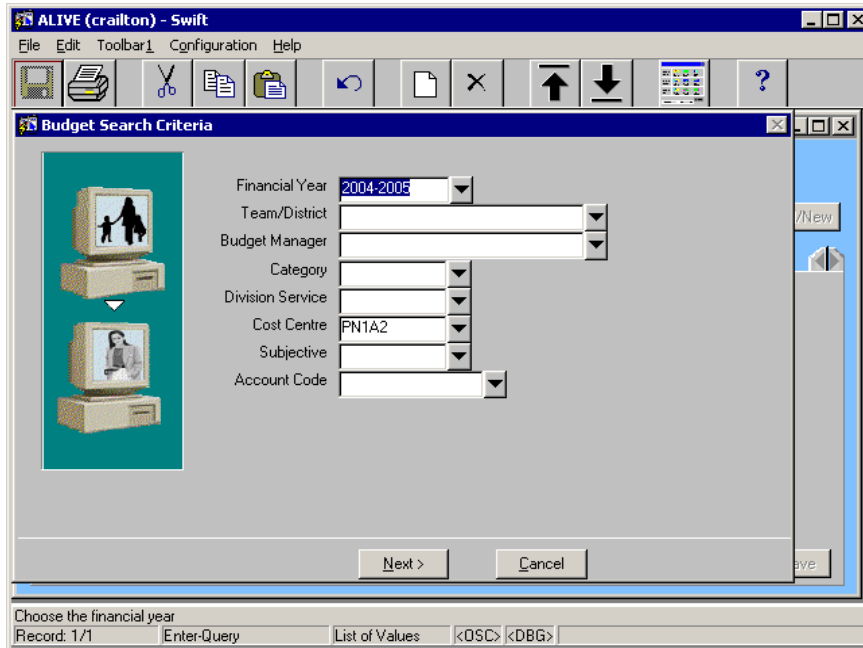 ALIVE (crailton) - Swift
File Edit Toolbar1 Configuration Help
?
Budget Search Criteria
Financial Year 2004-2005
Team/District
/New
Budget Manager
Category
Division Service
Cost Centre PN1A2
Subjective
Account Code
Next > Cancel
ave
Choose the financial year
Record: 1/1 Enter-Query List of Values <OSC> <DBG>